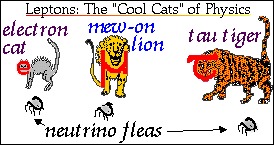 Leptons: The "Cool Cats" of Physics
electron cat
mew-on lion
tau tiger
neutrino fleas